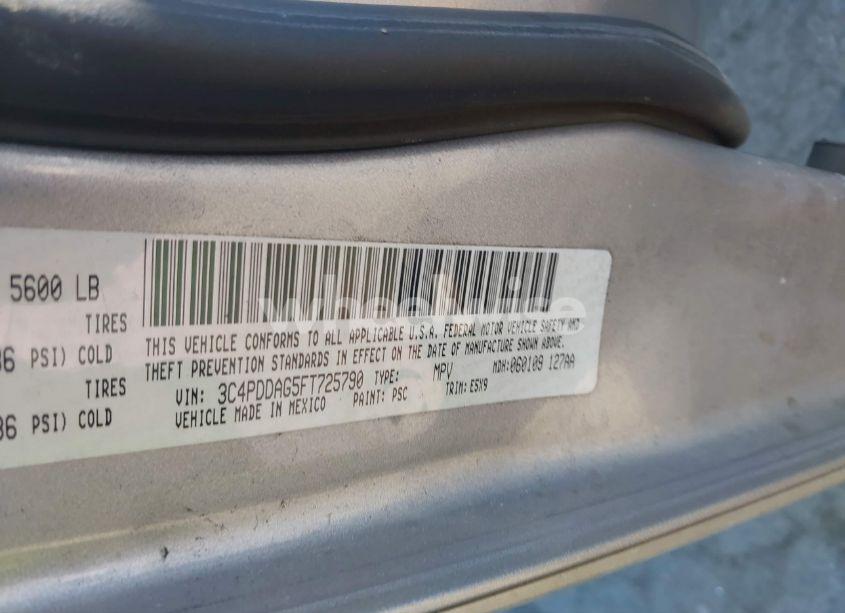 5600 LB
TIRES
36 PSI) COLD
TIRES
36 PSI) COLD
THIS VEHICLE CONFORMS TO ALL APPLICABLE U.S.A. FEDERAL MOTOR VEHICLE SAFETY AND
THEFT PREVENTION STANDARDS IN EFFECT ON THE DATE OF MANUFACTURE SHOWN ABOVE.
VIN: 3C4PDDAG5FT725790 TYPE: MPV MDH: 060109 127AA
VEHICLE MADE IN MEXICO PAINT: PSC TRIM: E5X9
wheelwise